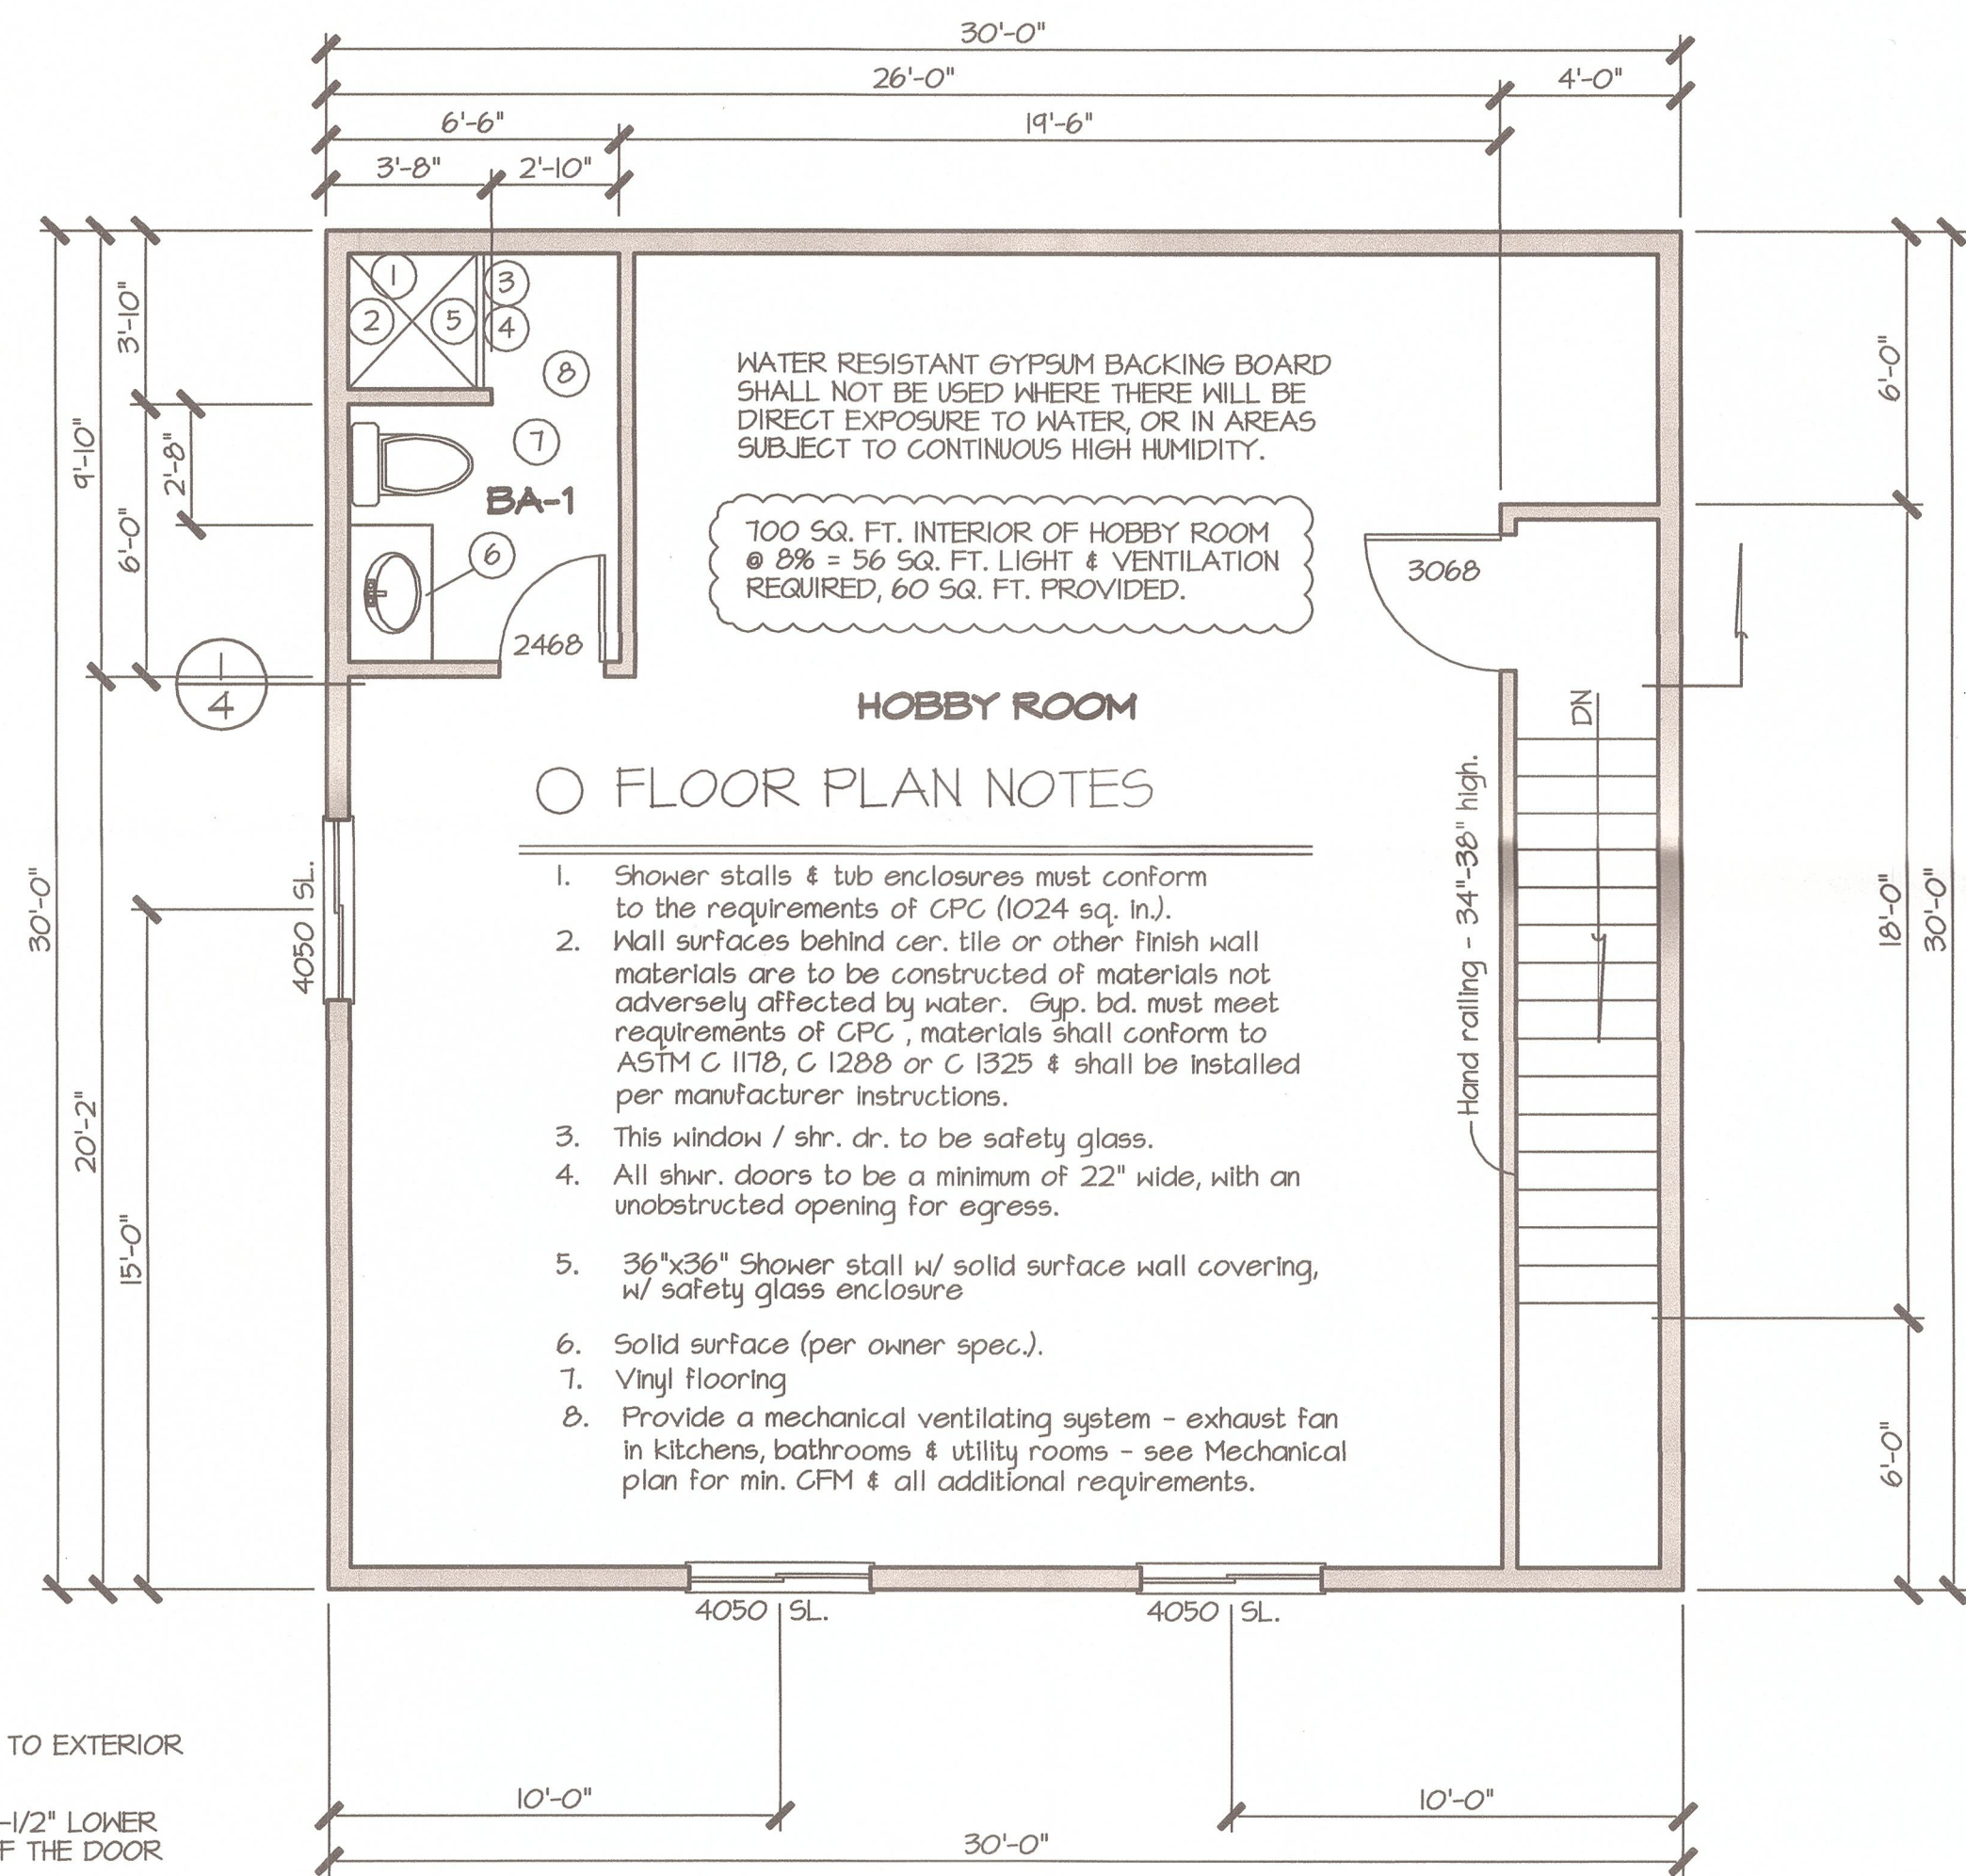 30'-0"
26'-0" 4'-0"
6'-6" 19'-6"
3'-8" 2'-10"
3'-10"
9'-10"
2'-8"
6'-0"
30'-0"
20'-2"
15'-0"
1
4
1
2
5
3
4
8
7
BA-1
6
2468
WATER RESISTANT GYPSUM BACKING BOARD
SHALL NOT BE USED WHERE THERE WILL BE
DIRECT EXPOSURE TO WATER, OR IN AREAS
SUBJECT TO CONTINUOUS HIGH HUMIDITY.
700 SQ. FT. INTERIOR OF HOBBY ROOM
@ 8% = 56 SQ. FT. LIGHT & VENTILATION
REQUIRED, 60 SQ. FT. PROVIDED.
3068
HOBBY ROOM
DN
Hand railing - 34"-38" high.
6'-0"
18'-0"
30'-0"
6'-0"
4050 SL.
FLOOR PLAN NOTES
1. Shower stalls & tub enclosures must conform
to the requirements of CPC (1024 sq. in.).
2. Wall surfaces behind cer. tile or other finish wall
materials are to be constructed of materials not
adversely affected by water. Gyp. bd. must meet
requirements of CPC , materials shall conform to
ASTM C 1178, C 1288 or C 1325 & shall be installed
per manufacturer instructions.
3. This window / shr. dr. to be safety glass.
4. All shwr. doors to be a minimum of 22" wide, with an
unobstructed opening for egress.
5. 36"x36" Shower stall w/ solid surface wall covering,
w/ safety glass enclosure
6. Solid surface (per owner spec.).
7. Vinyl flooring
8. Provide a mechanical ventilating system - exhaust fan
in kitchens, bathrooms & utility rooms - see Mechanical
plan for min. CFM & all additional requirements.
4050 SL. 4050 SL.
TO EXTERIOR
-1/2" LOWER
F THE DOOR
10'-0" 10'-0"
30'-0"